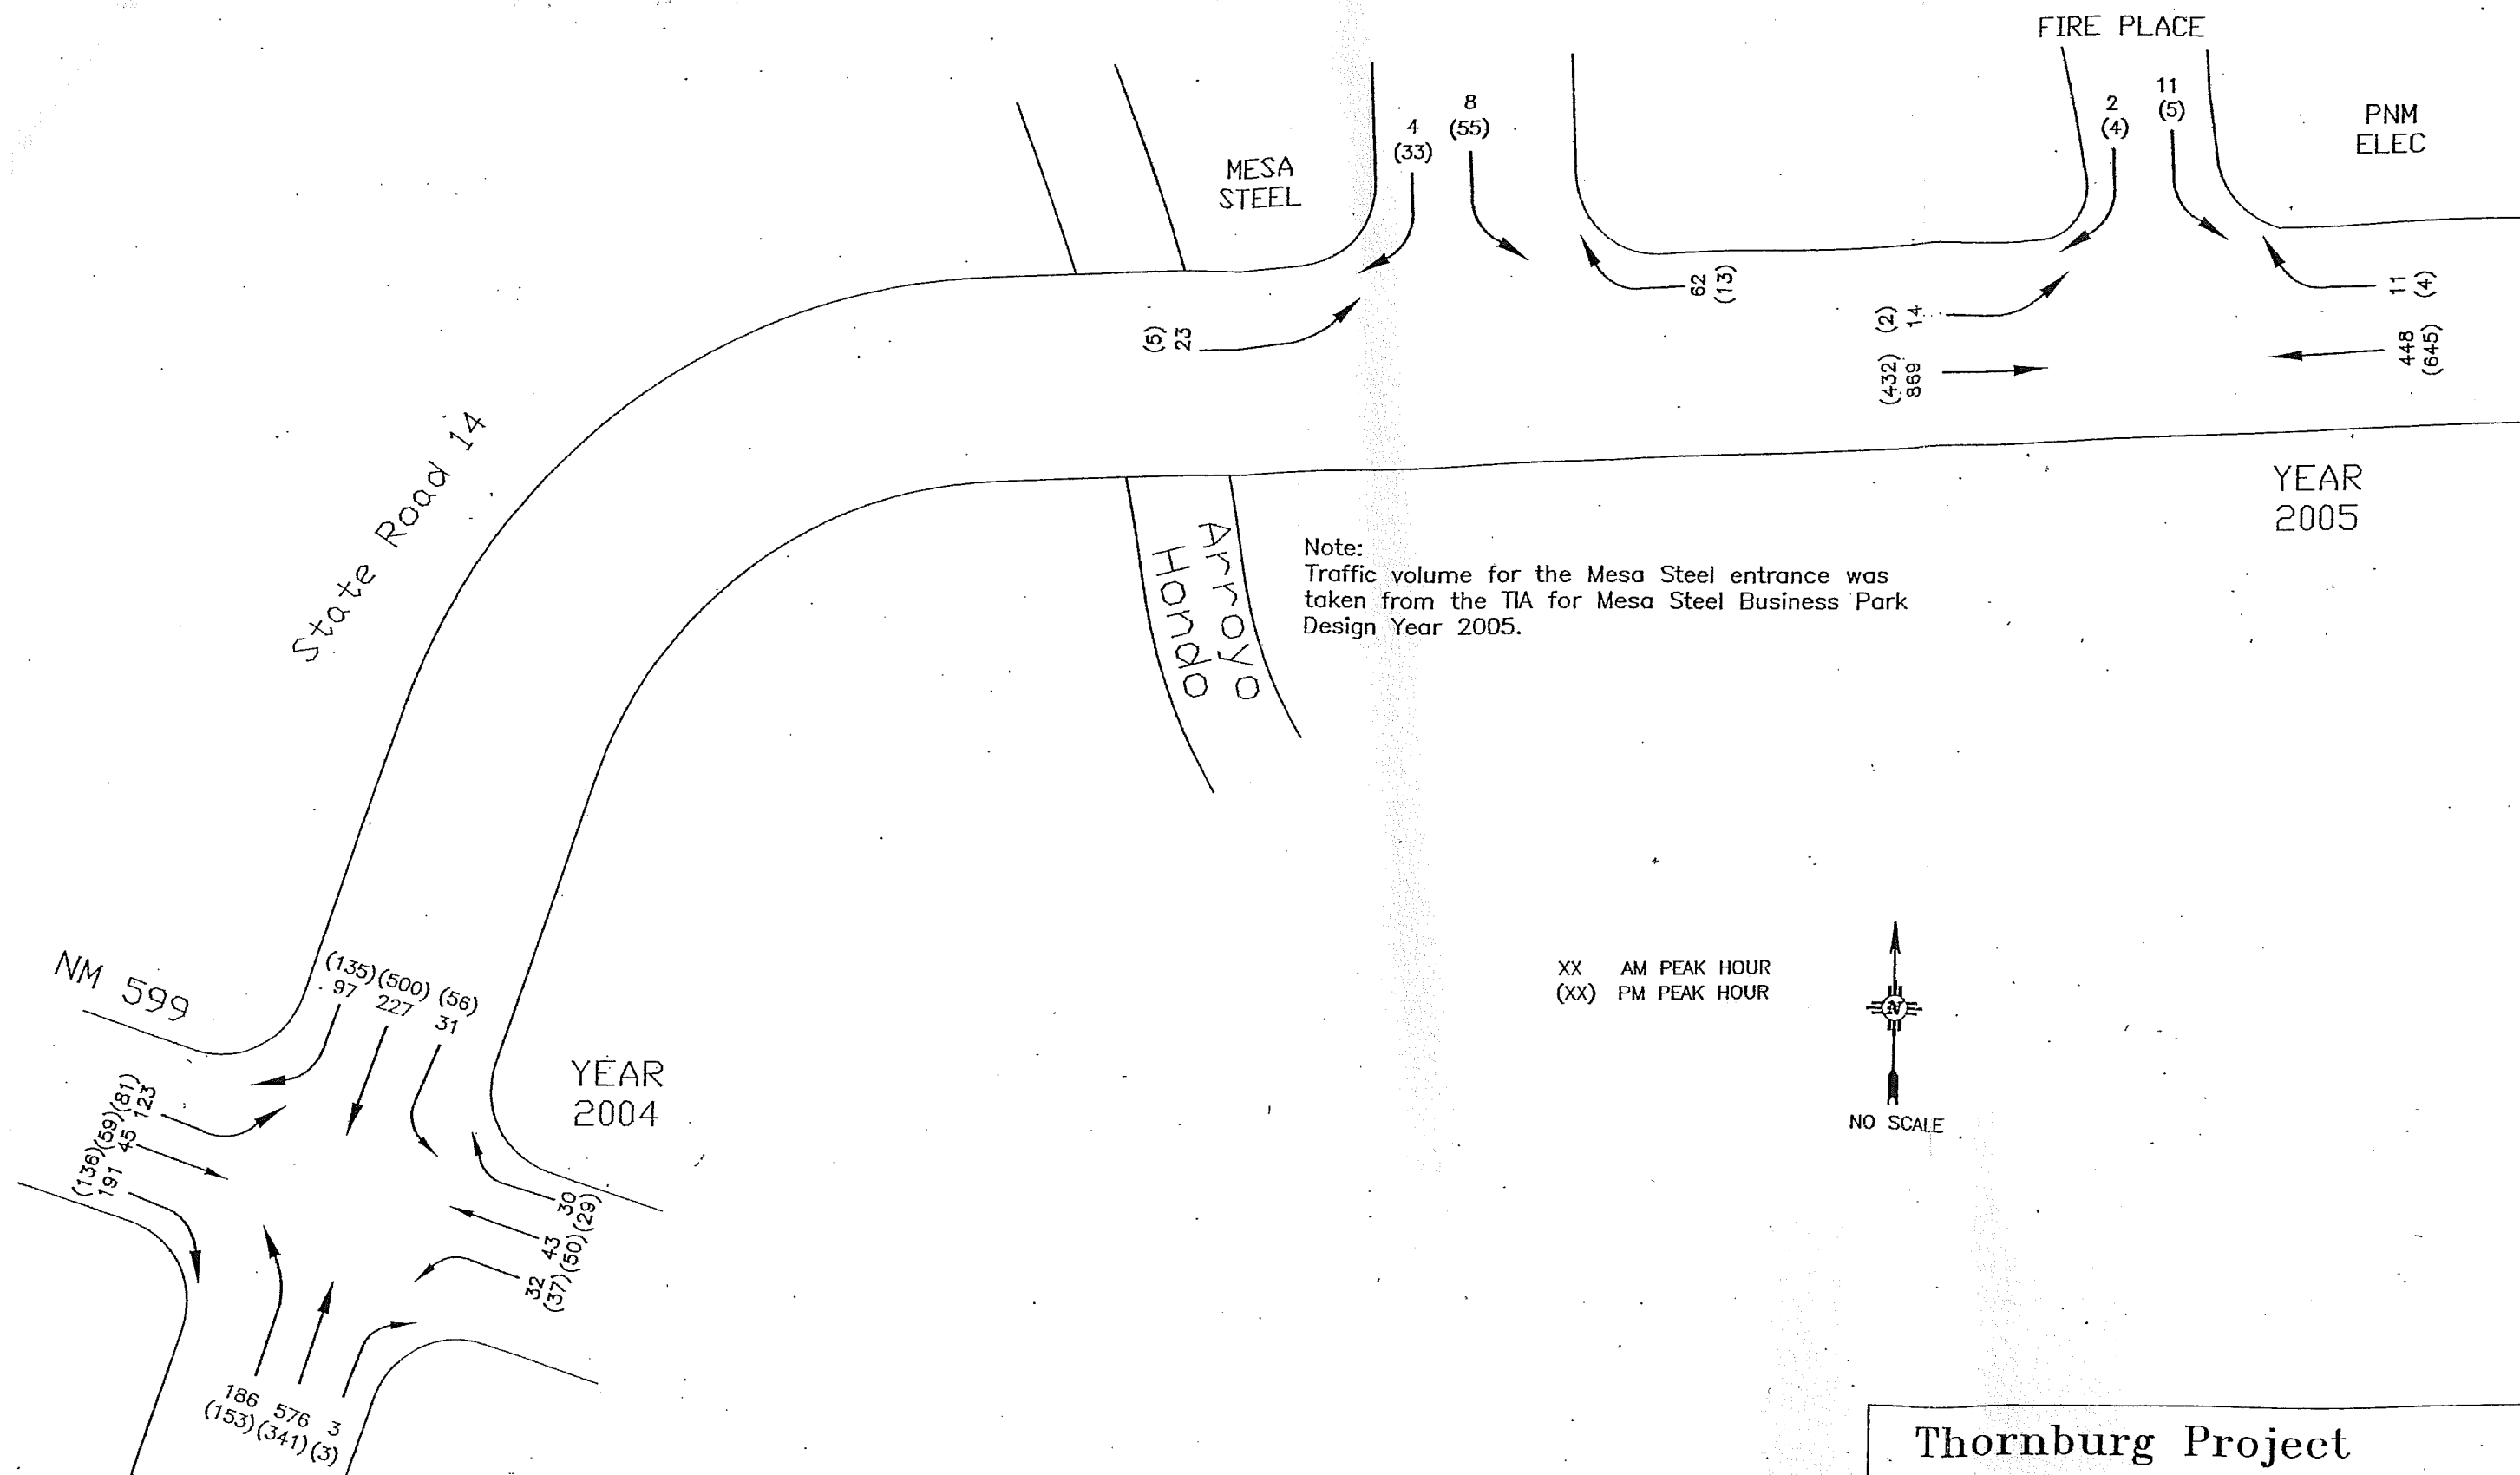 FIRE PLACE
2
(4)
11
(5)
PNM
ELEC
4
(33)
8
(55)
MESA
STEEL
62
(13)
11
(4)
(2)
14
(5)
23
(432)
869
448
(645)
State Road 14
YEAR
2005
Arroyo
Hondo
Note:
Traffic volume for the Mesa Steel entrance was
taken from the TIA for Mesa Steel Business Park
Design Year 2005.
XX AM PEAK HOUR
(XX) PM PEAK HOUR
N
NO SCALE
NM 599
(135)(500) (56)
97 227 31
YEAR
2004
(136)(59)(81)
191 45 123
32 43 30
(37)(50)(29)
186 576 3
(153)(341)(3)
Thornburg Project